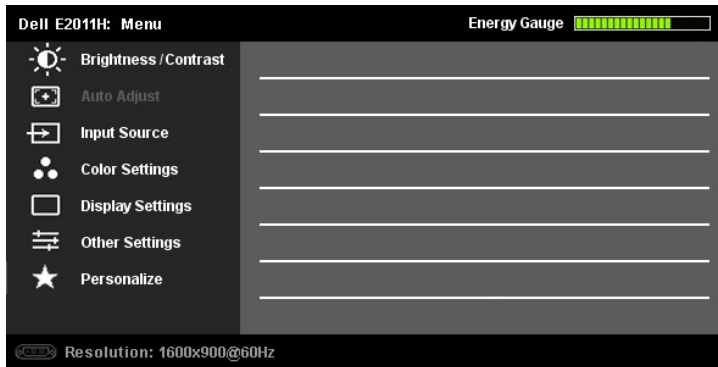 Dell E2011H: Menu
Energy Gauge
Brightness / Contrast
Auto Adjust
Input Source
Color Settings
Display Settings
Other Settings
Personalize
Resolution: 1600x900@60Hz